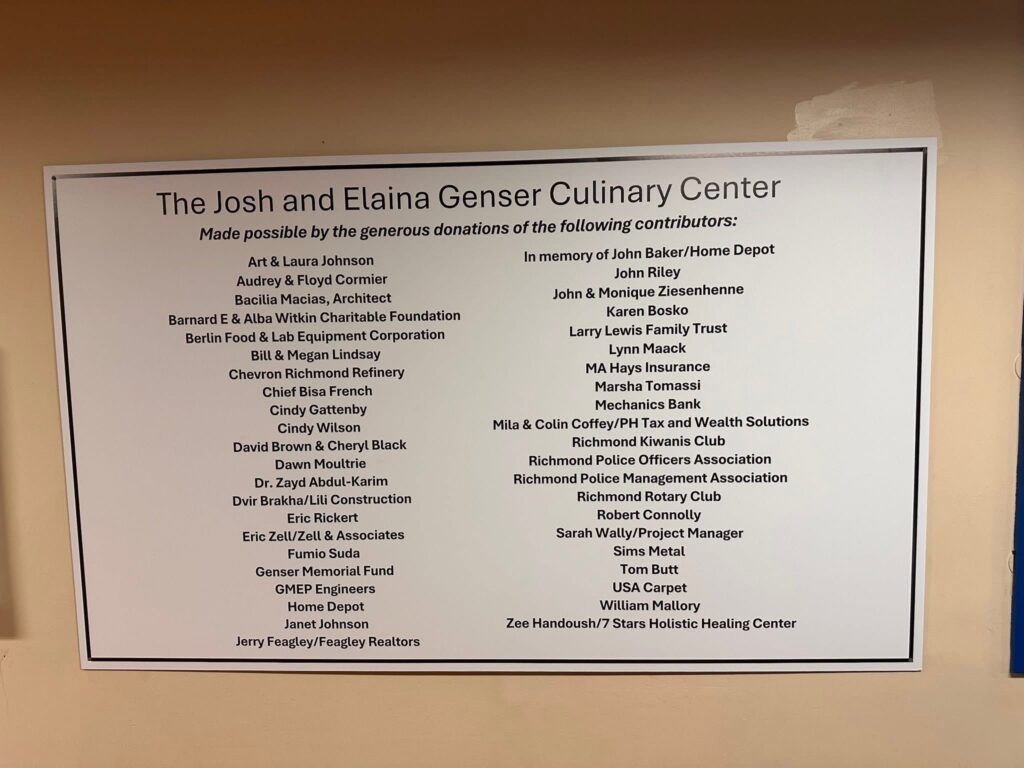 The Josh and Elaina Genser Culinary Center
Made possible by the generous donations of the following contributors:
Art & Laura Johnson
Audrey & Floyd Cormier
Bacilia Macias, Architect
Barnard E & Alba Witkin Charitable Foundation
Berlin Food & Lab Equipment Corporation
Bill & Megan Lindsay
Chevron Richmond Refinery
Chief Bisa French
Cindy Gattenby
Cindy Wilson
David Brown & Cheryl Black
Dawn Moultrie
Dr. Zayd Abdul-Karim
Dvir Brakha/Lili Construction
Eric Rickert
Eric Zell/Zell & Associates
Fumio Suda
Genser Memorial Fund
GMEP Engineers
Home Depot
Janet Johnson
Jerry Feagley/Feagley Realtors
In memory of John Baker/Home Depot
John Riley
John & Monique Ziesenhenne
Karen Bosko
Larry Lewis Family Trust
Lynn Maack
MA Hays Insurance
Marsha Tomassi
Mechanics Bank
Mila & Colin Coffey/PH Tax and Wealth Solutions
Richmond Kiwanis Club
Richmond Police Officers Association
Richmond Police Management Association
Richmond Rotary Club
Robert Connolly
Sarah Wally/Project Manager
Sims Metal
Tom Butt
USA Carpet
William Mallory
Zee Handoush/7 Stars Holistic Healing Center